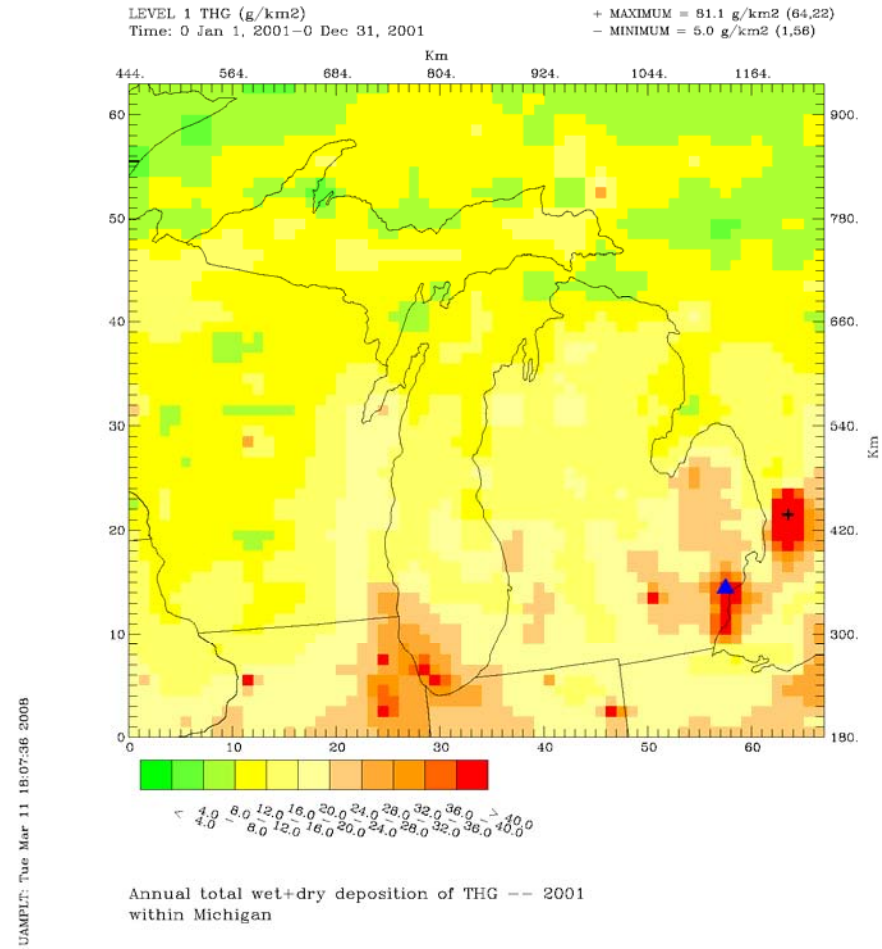 LEVEL 1 THG (g/km2)
Time: 0 Jan 1, 2001-0 Dec 31, 2001
+ MAXIMUM = 81.1 g/km2 (64,22)
- MINIMUM = 5.0 g/km2 (1,56)
Km
444. 564. 684. 804. 924. 1044. 1164.
60 900.
50 780.
40 660.
30 540.
Km
20 420.
10 300.
0 180.
0 10 20 30 40 50 60
< 4.0 8.0 12.0 16.0 20.0 24.0 28.0 32.0 36.0 > 40.0
4.0 - 8.0 - 12.0 - 16.0 - 20.0 - 24.0 - 28.0 - 32.0 - 36.0 - 40.0
Annual total wet+dry deposition of THG -- 2001
within Michigan
UAMPLT: Tue Mar 11 18:07:36 2008